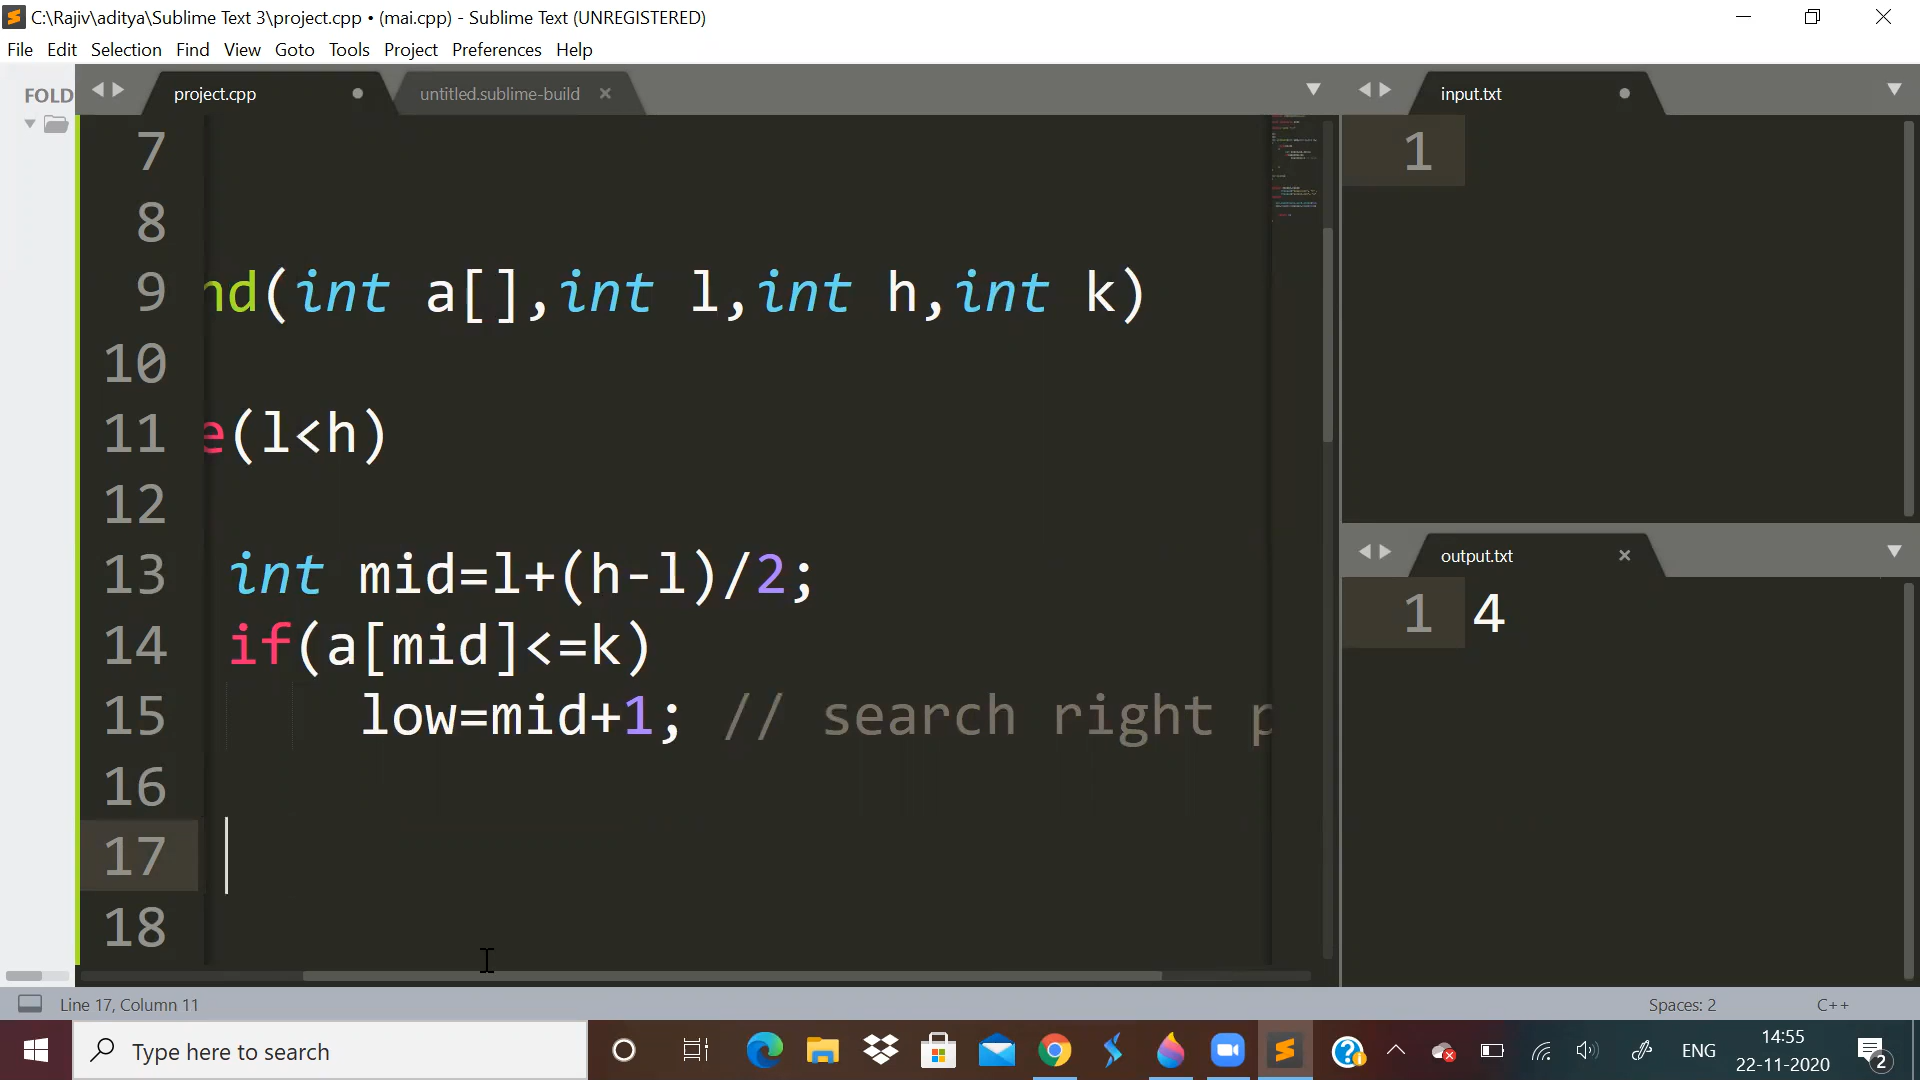 C:\Rajiv\aditya\Sublime Text 3\project.cpp • (mai.cpp) - Sublime Text (UNREGISTERED)
File Edit Selection Find View Goto Tools Project Preferences Help
FOLD
project.cpp
untitled.sublime-build
input.txt
7
8
9 nd(int a[],int l,int h,int k)
10
11 e(l<h)
12
13 int mid=l+(h-l)/2;
14 if(a[mid]<=k)
15 low=mid+1; // search right p
16
17
18
1
output.txt
1 4
Line 17, Column 11
Spaces: 2
C++
Type here to search
ENG
14:55
22-11-2020
2